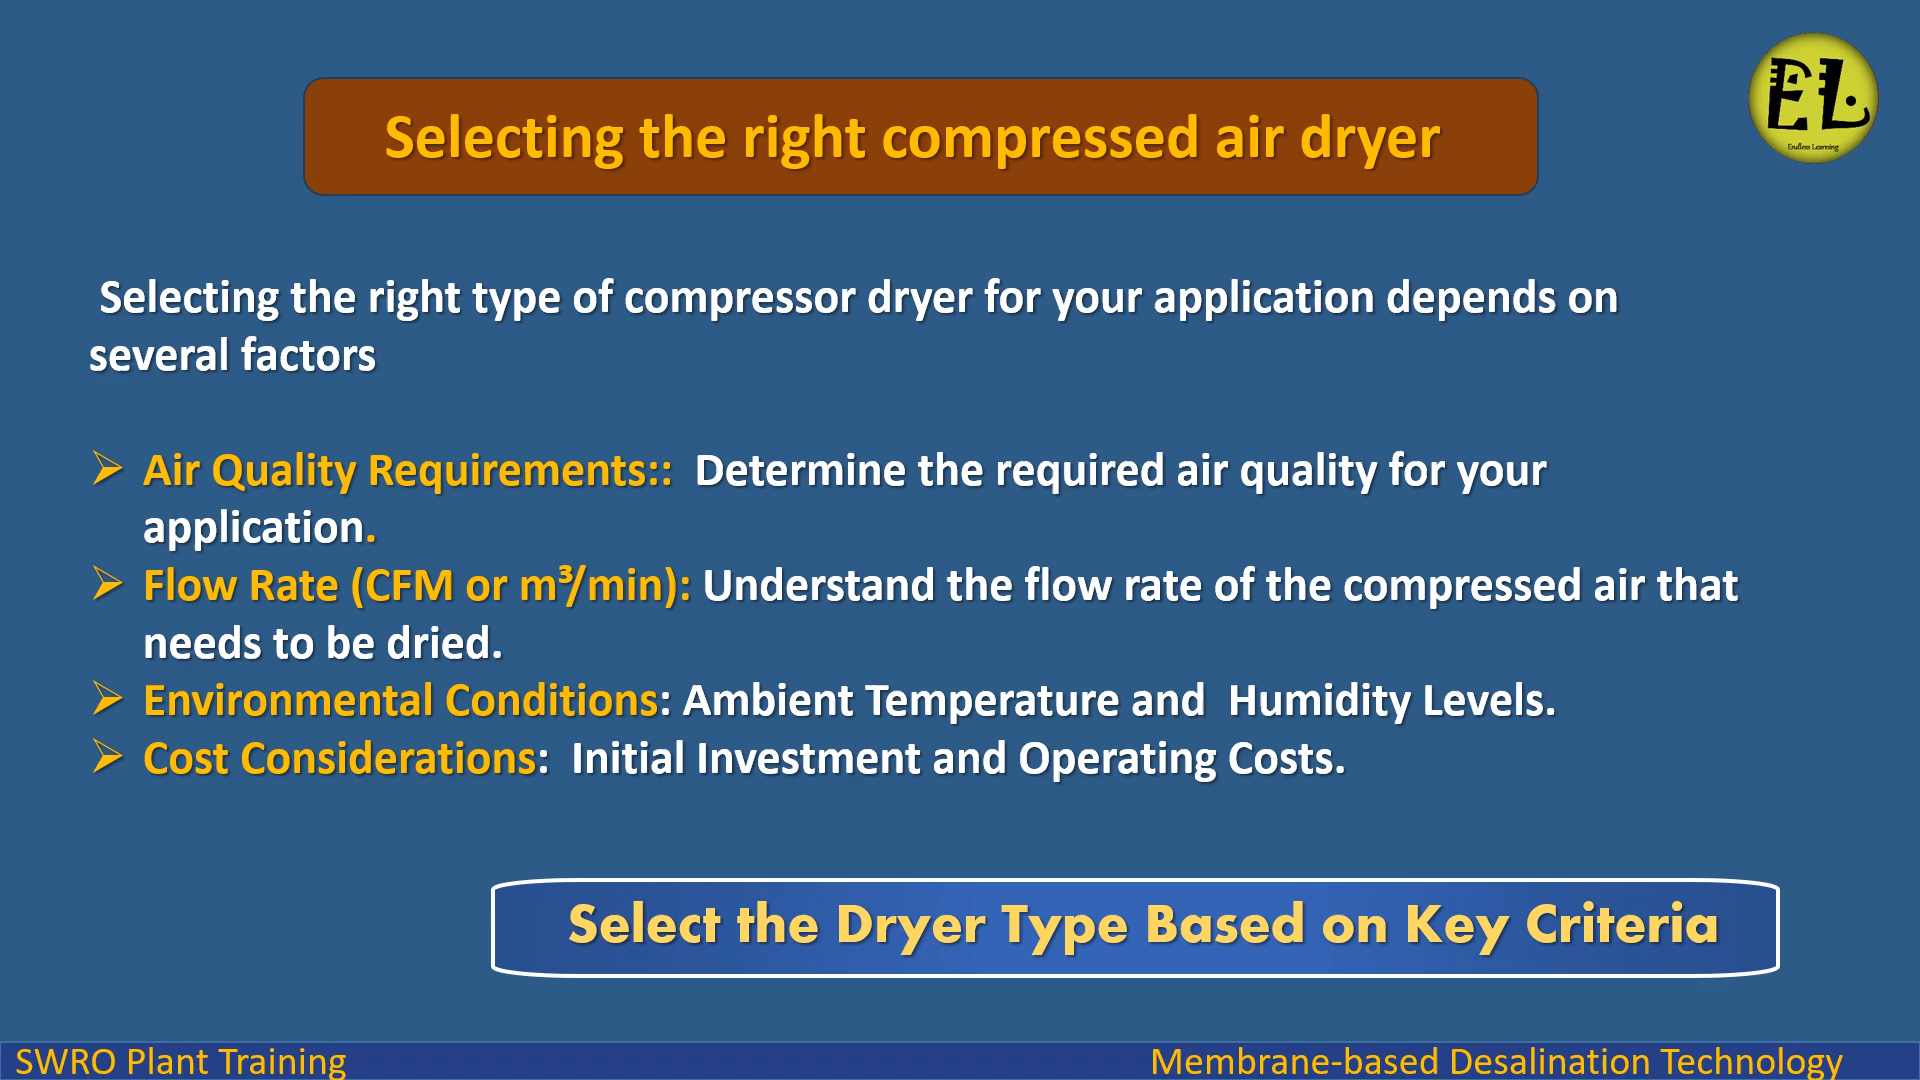 EL
Endless Learning
Selecting the right compressed air dryer
Selecting the right type of compressor dryer for your application depends on
several factors
➢ Air Quality Requirements::  Determine the required air quality for your
application.
➢ Flow Rate (CFM or m³/min): Understand the flow rate of the compressed air that
needs to be dried.
➢ Environmental Conditions: Ambient Temperature and  Humidity Levels.
➢ Cost Considerations:  Initial Investment and Operating Costs.
Select the Dryer Type Based on Key Criteria
SWRO Plant Training
Membrane-based Desalination Technology